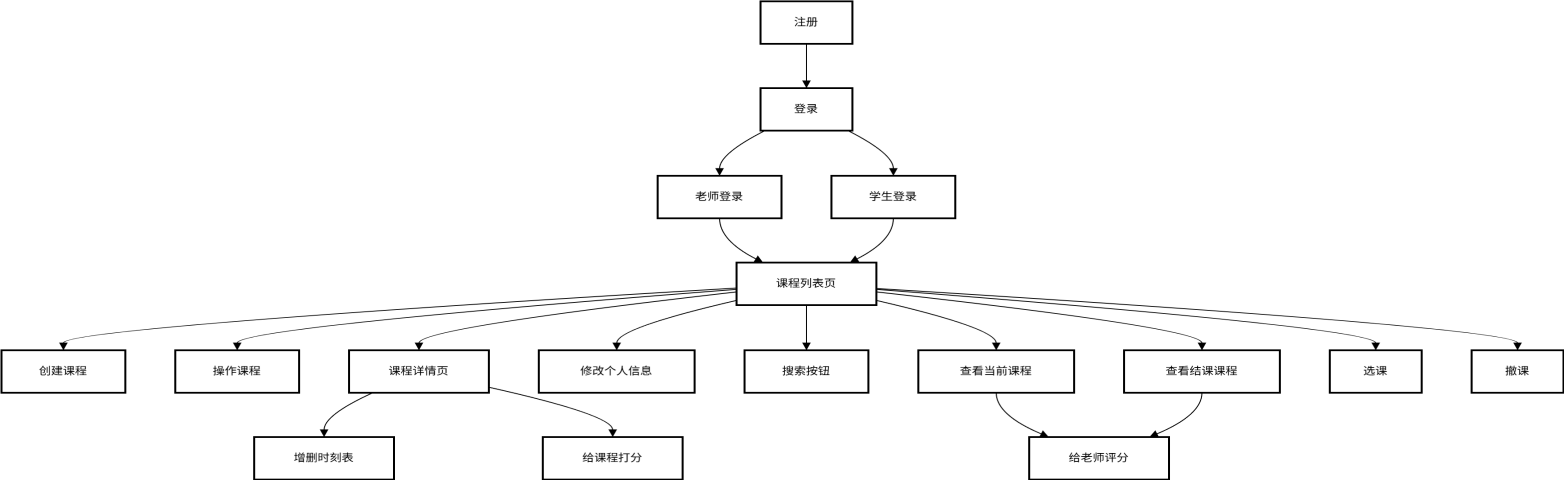 注册
登录
老师登录
学生登录
课程列表页
创建课程
操作课程
课程详情页
修改个人信息
搜索按钮
查看当前课程
查看结课课程
选课
撤课
增删时刻表
给课程打分
给老师评分